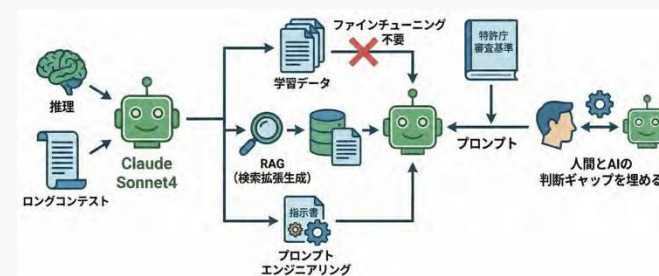 推理
ロングコンテスト
Claude
Sonnet4
ファインチューニング
不要
学習データ
RAG
(検索拡張生成)
指示書
プロンプト
エンジニアリング
特許庁
審査基準
プロンプト
人間とAIの
判断ギャップを埋める